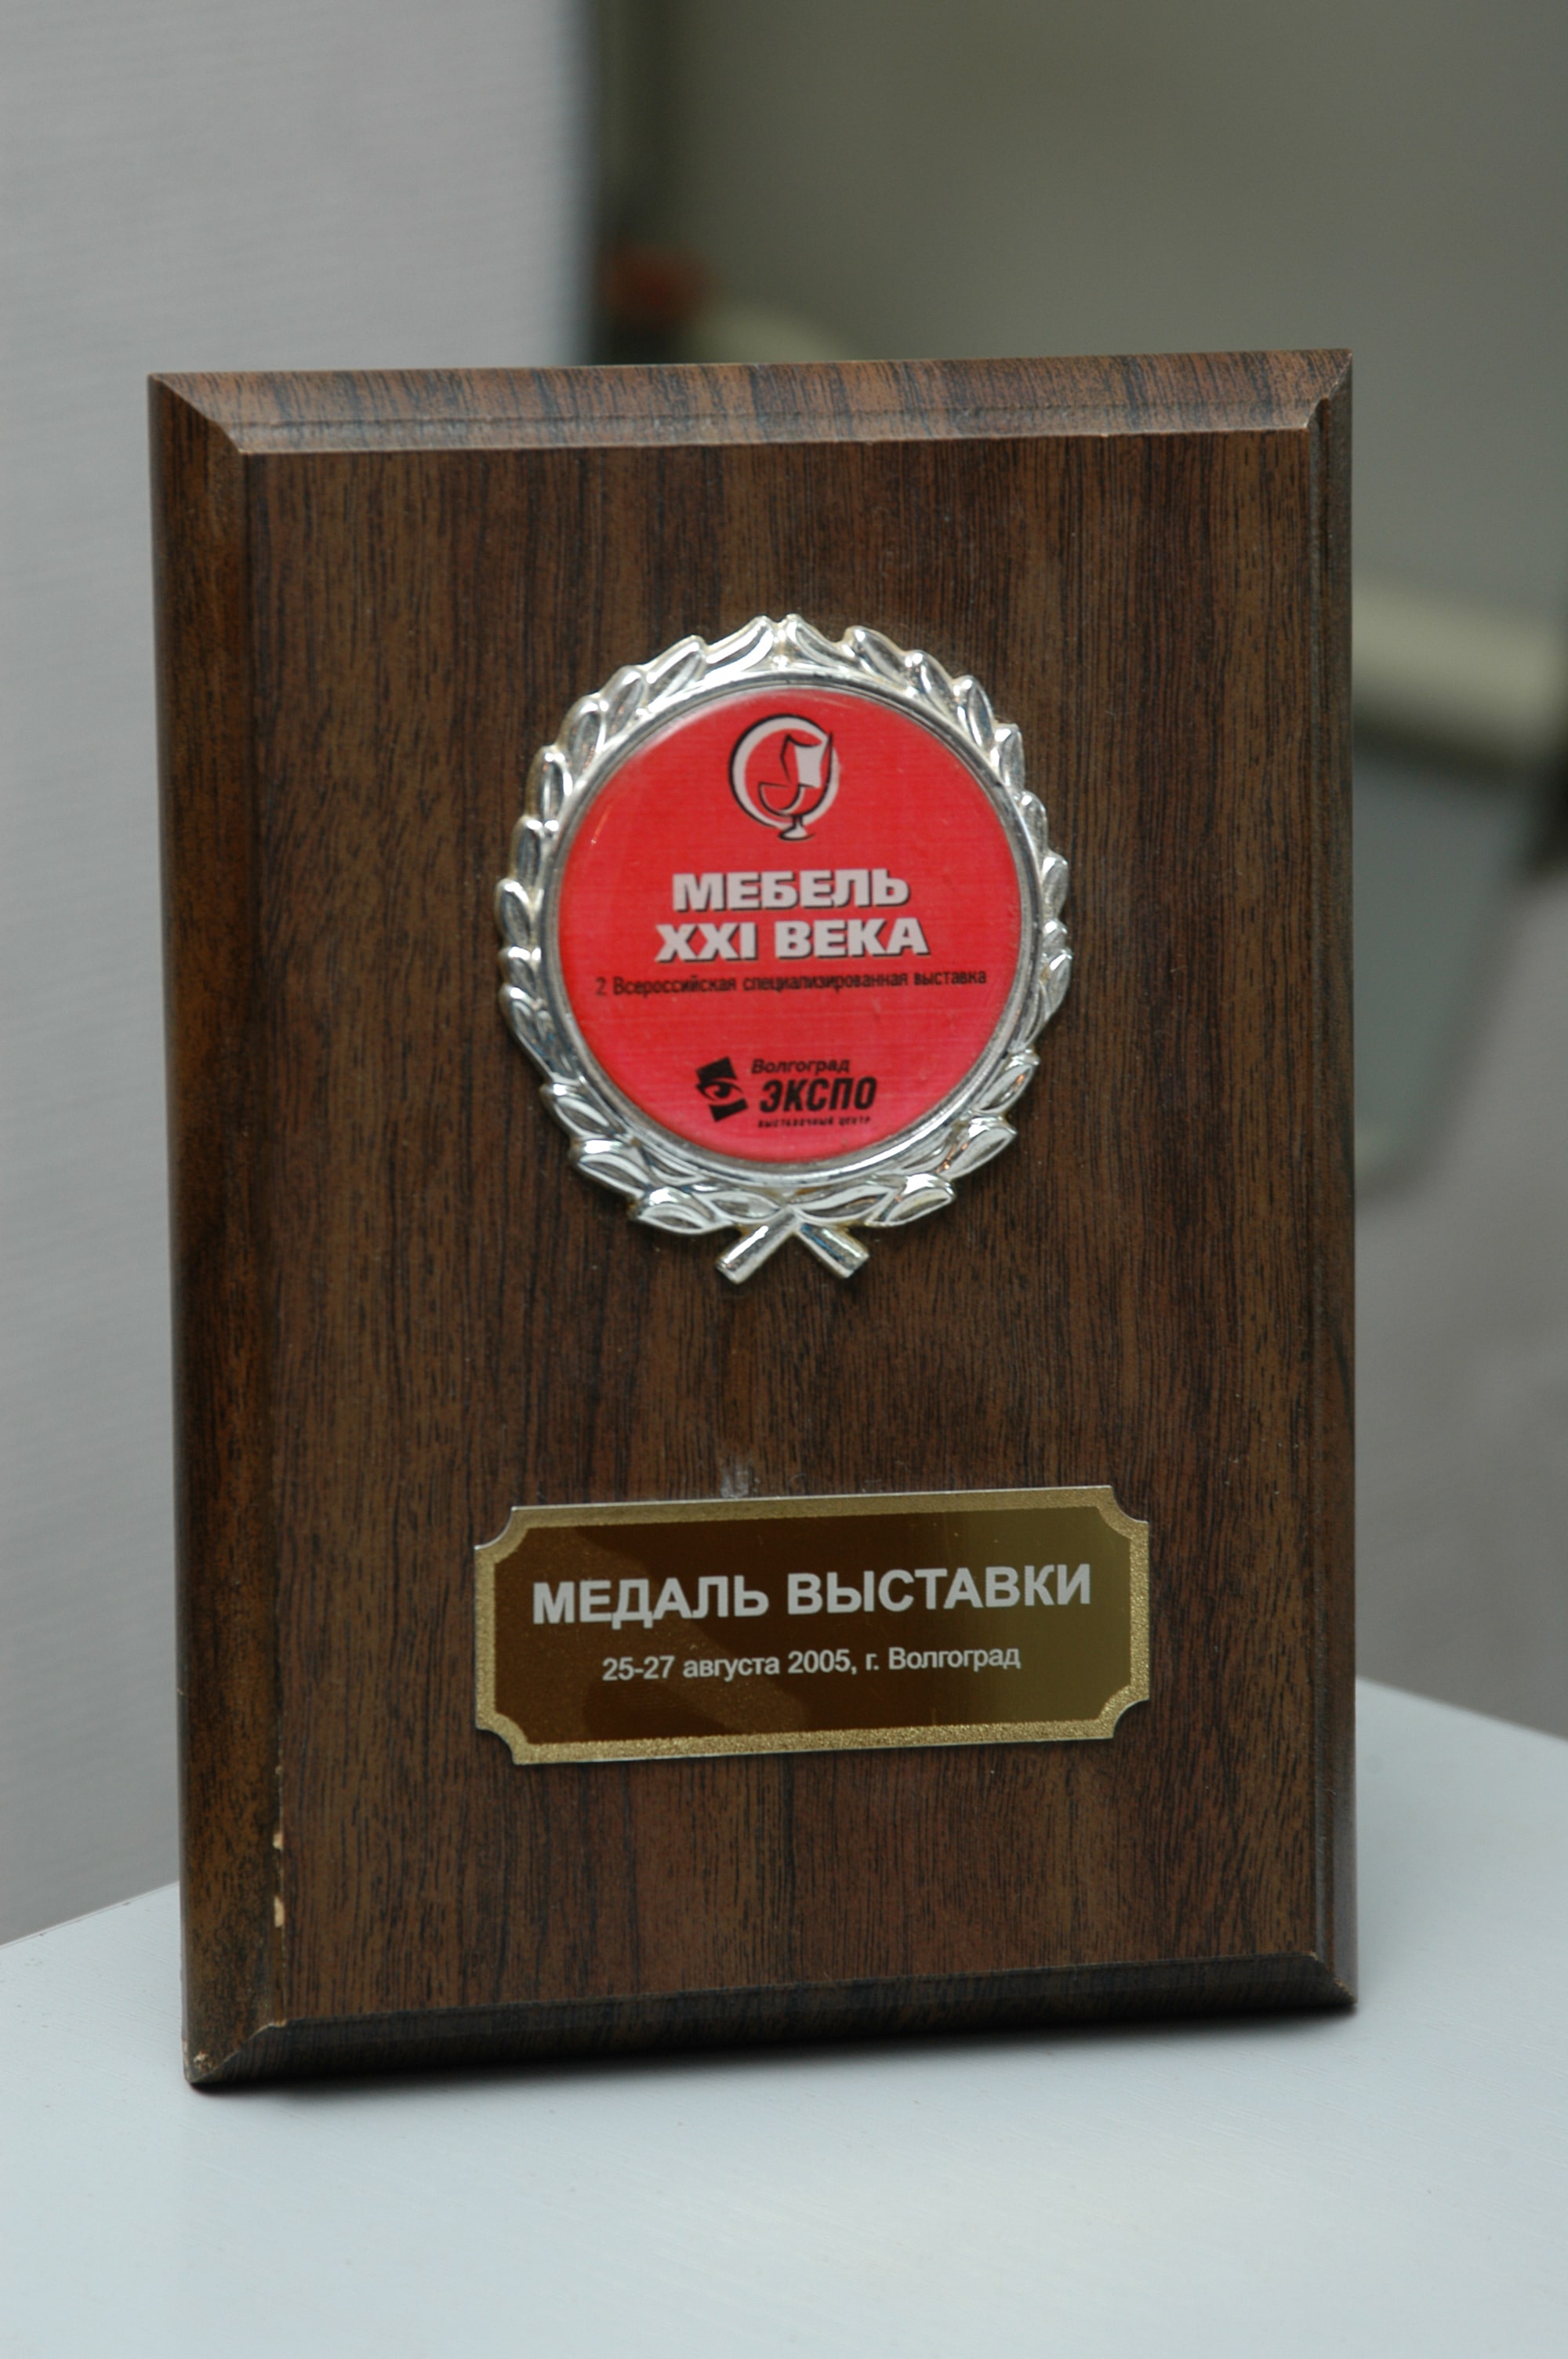 МЕБЕЛЬ
XXI ВЕКА
2 Всероссийская специализированная выставка
Волгоград
ЭКСПО
ВЫСТАВОЧНЫЙ ЦЕНТР
МЕДАЛЬ ВЫСТАВКИ
25-27 августа 2005, г. Волгоград